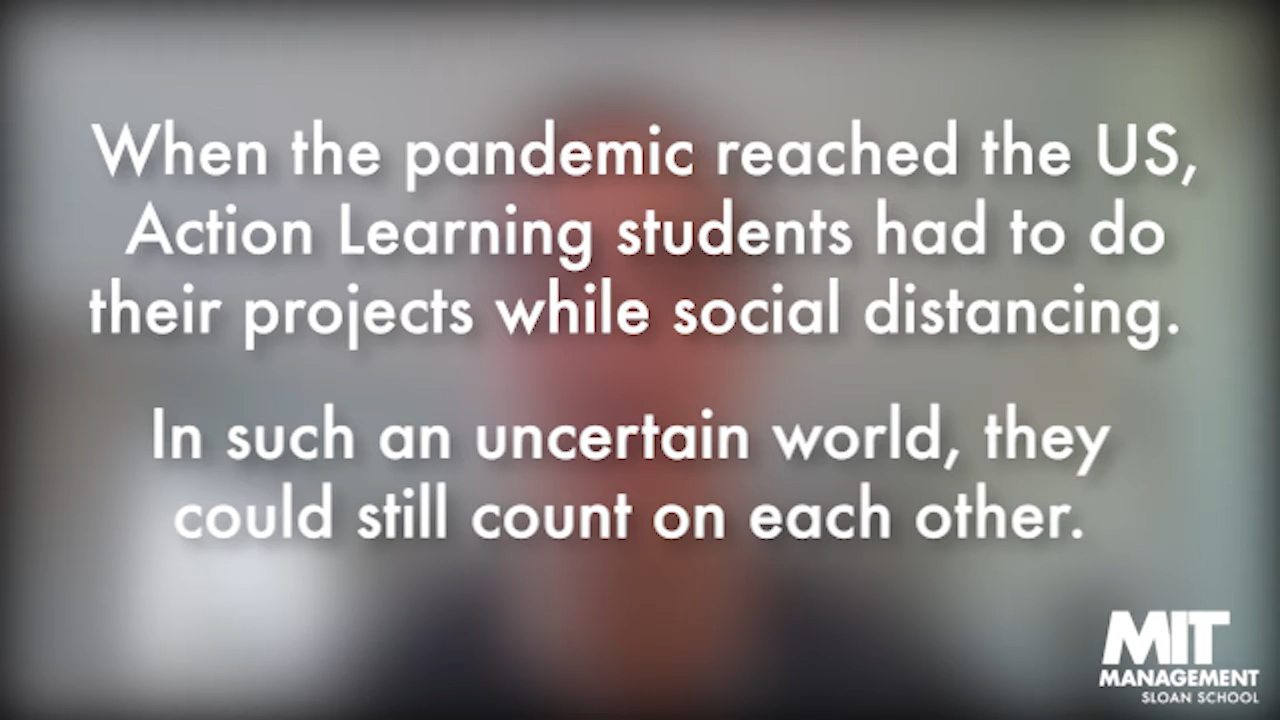 When the pandemic reached the US,
Action Learning students had to do
their projects while social distancing.
In such an uncertain world, they
could still count on each other.
MIT
MANAGEMENT
SLOAN SCHOOL